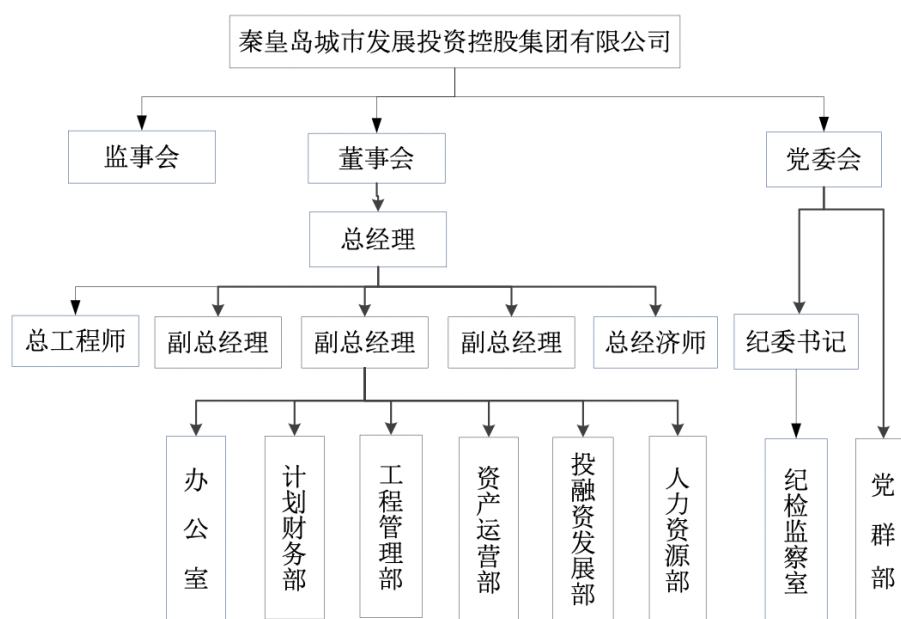 秦皇岛城市发展投资控股集团有限公司
监事会
董事会
党委会
总经理
总工程师
副总经理
副总经理
副总经理
总经济师
纪委书记
办公室
计划财务部
工程管理部
资产运营部
投融资发展部
人力资源部
纪检监察室
党群部